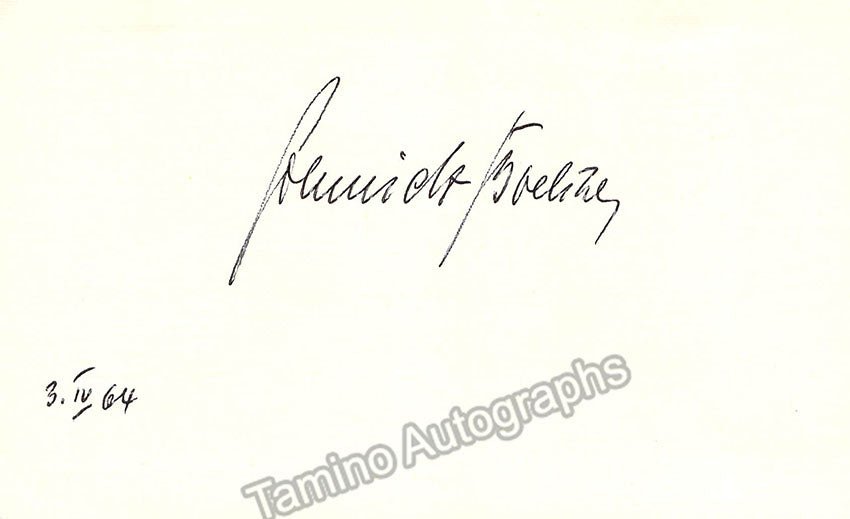 Schmidt Boelcke
3. IV 64
Tamino Autographs